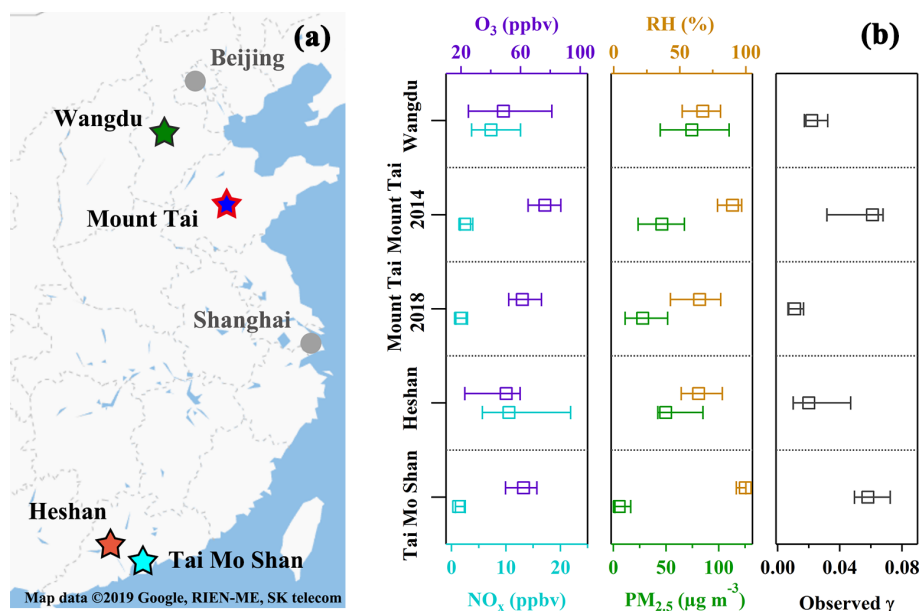 (a)
Beijing
Wangdu
Mount Tai
Shanghai
Heshan
Tai Mo Shan
Map data ©2019 Google, RIEN-ME, SK telecom
(b)
O3 (ppbv)
20 60 100
RH (%)
0 50 100
Wangdu
Mount Tai
2014
Mount Tai
2018
Heshan
Tai Mo Shan
0 10 20
NOx (ppbv)
0 50 100
PM2.5 (µg m-3)
0.00 0.04 0.08
Observed γ